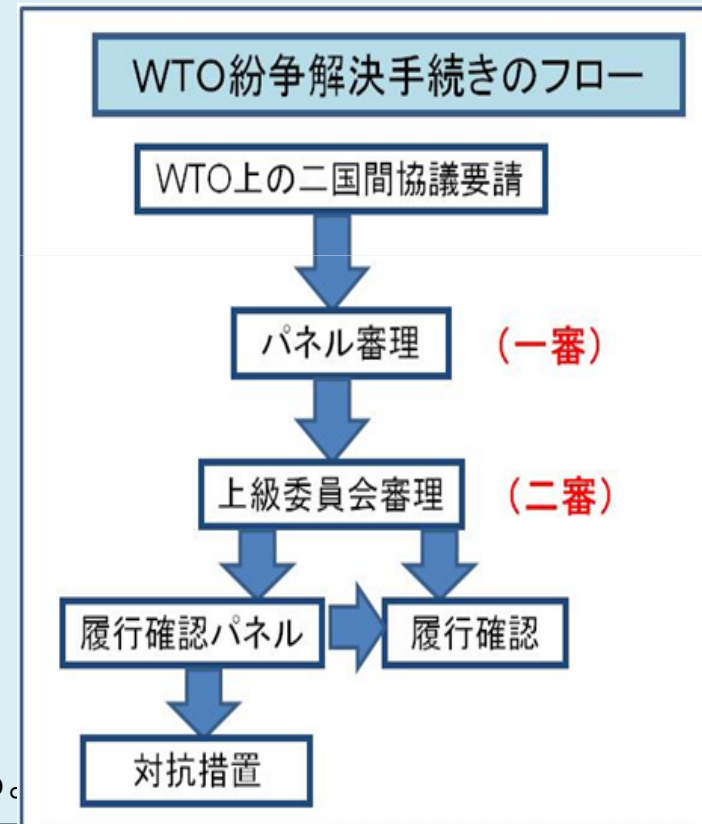 WTO紛争解決手続きのフロー
WTO上の二国間協議要請
パネル審理
(一審)
上級委員会審理
(二審)
履行確認パネル
履行確認
対抗措置
。